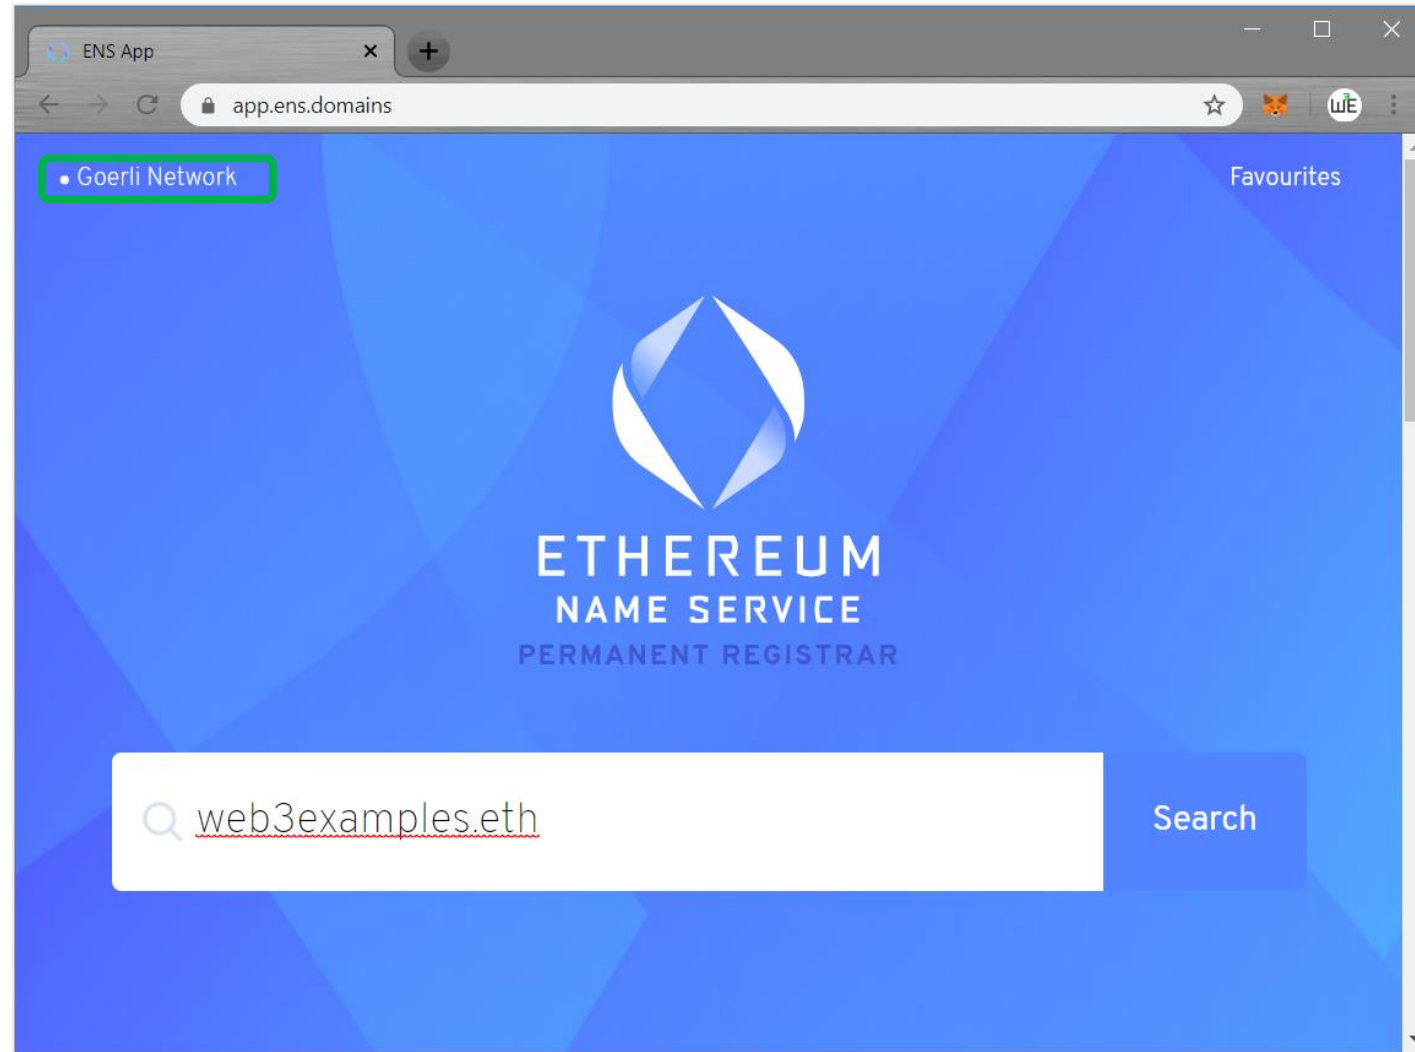 ENS App
app.ens.domains
Goerli Network
Favourites
ETHEREUM
NAME SERVICE
PERMANENT REGISTRAR
web3examples.eth
Search